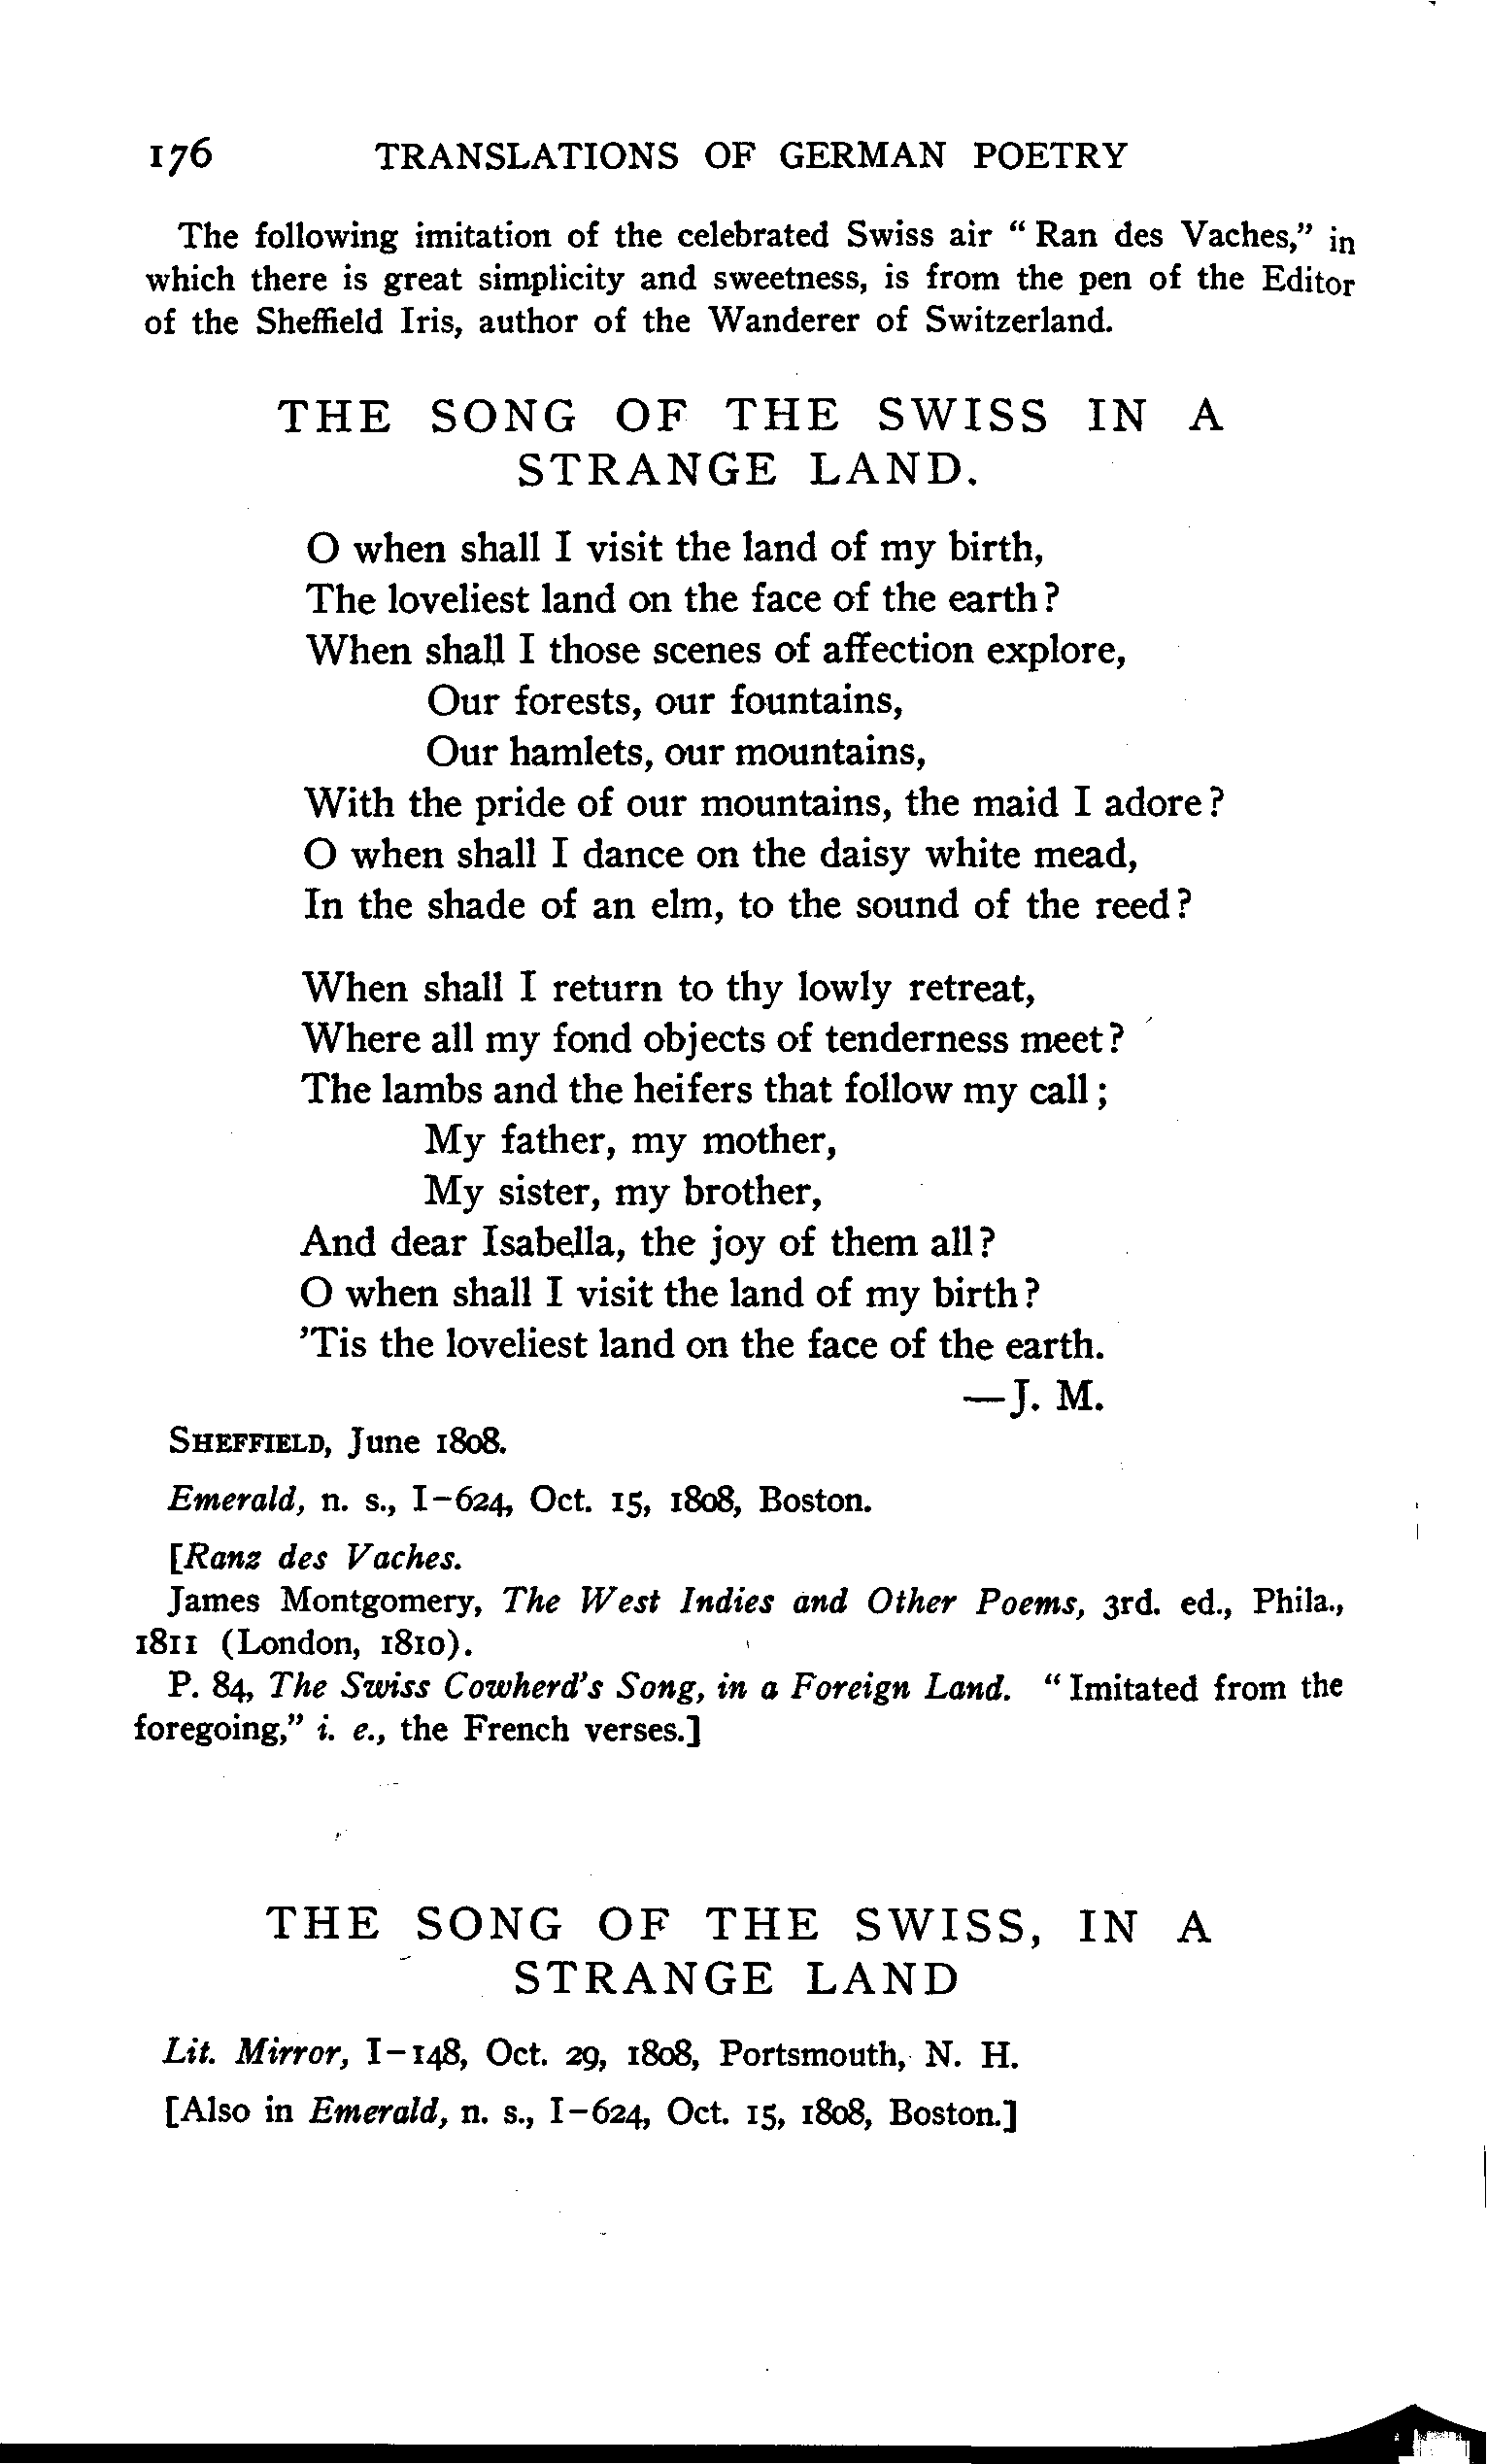 176 TRANSLATIONS OF GERMAN POETRY
The following imitation of the celebrated Swiss air “Ran des Vaches,” in
which there is great simplicity and sweetness, is from the pen of the Editor
of the Sheffield Iris, author of the Wanderer of Switzerland.
THE SONG OF THE SWISS IN A
STRANGE LAND.
O when shall I visit the land of my birth,
The loveliest land on the face of the earth?
When shall I those scenes of affection explore,
Our forests, our fountains,
Our hamlets, our mountains,
With the pride of our mountains, the maid I adore?
O when shall I dance on the daisy white mead,
In the shade of an elm, to the sound of the reed?
When shall I return to thy lowly retreat,
Where all my fond objects of tenderness meet?
The lambs and the heifers that follow my call;
My father, my mother,
My sister, my brother,
And dear Isabella, the joy of them all?
O when shall I visit the land of my birth?
’Tis the loveliest land on the face of the earth.
—J. M.
SHEFFIELD, June 1808.
Emerald, n. s., I–624, Oct. 15, 1808, Boston.
[Ranz des Vaches.
James Montgomery, The West Indies and Other Poems, 3rd. ed., Phila.,
1811 (London, 1810).
P. 84, The Swiss Cowherd’s Song, in a Foreign Land. “Imitated from the
foregoing,” i. e., the French verses.]
THE SONG OF THE SWISS, IN A
STRANGE LAND
Lit. Mirror, I–148, Oct. 29, 1808, Portsmouth, N. H.
[Also in Emerald, n. s., I–624, Oct. 15, 1808, Boston.]